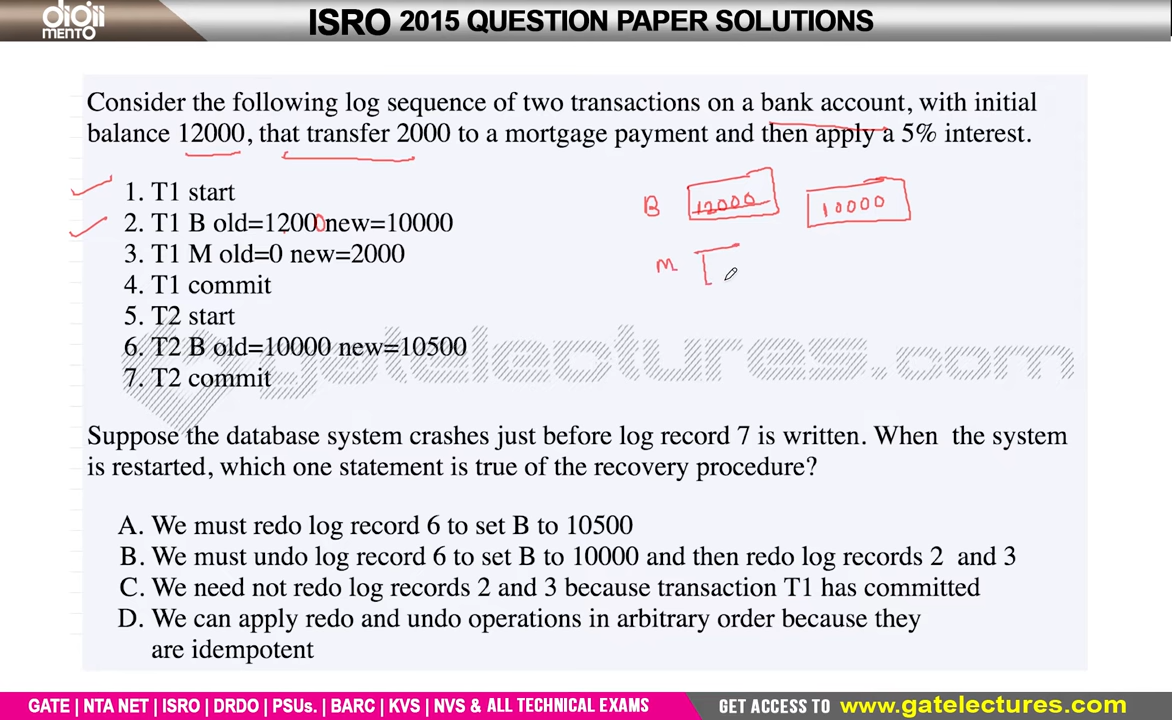 digii
MENTO
ISRO 2015 QUESTION PAPER SOLUTIONS
Consider the following log sequence of two transactions on a bank account, with initial
balance 12000, that transfer 2000 to a mortgage payment and then apply a 5% interest.
1. T1 start
2. T1 B old=12000 new=10000
3. T1 M old=0 new=2000
4. T1 commit
5. T2 start
6. T2 B old=10000 new=10500
7. T2 commit
B 12000 10000
M
gatelectures.com
Suppose the database system crashes just before log record 7 is written. When the system
is restarted, which one statement is true of the recovery procedure?
A. We must redo log record 6 to set B to 10500
B. We must undo log record 6 to set B to 10000 and then redo log records 2 and 3
C. We need not redo log records 2 and 3 because transaction T1 has committed
D. We can apply redo and undo operations in arbitrary order because they
are idempotent
GATE | NTA NET | ISRO | DRDO | PSUs. | BARC | KVS | NVS & ALL TECHNICAL EXAMS
GET ACCESS TO www.gatelectures.com